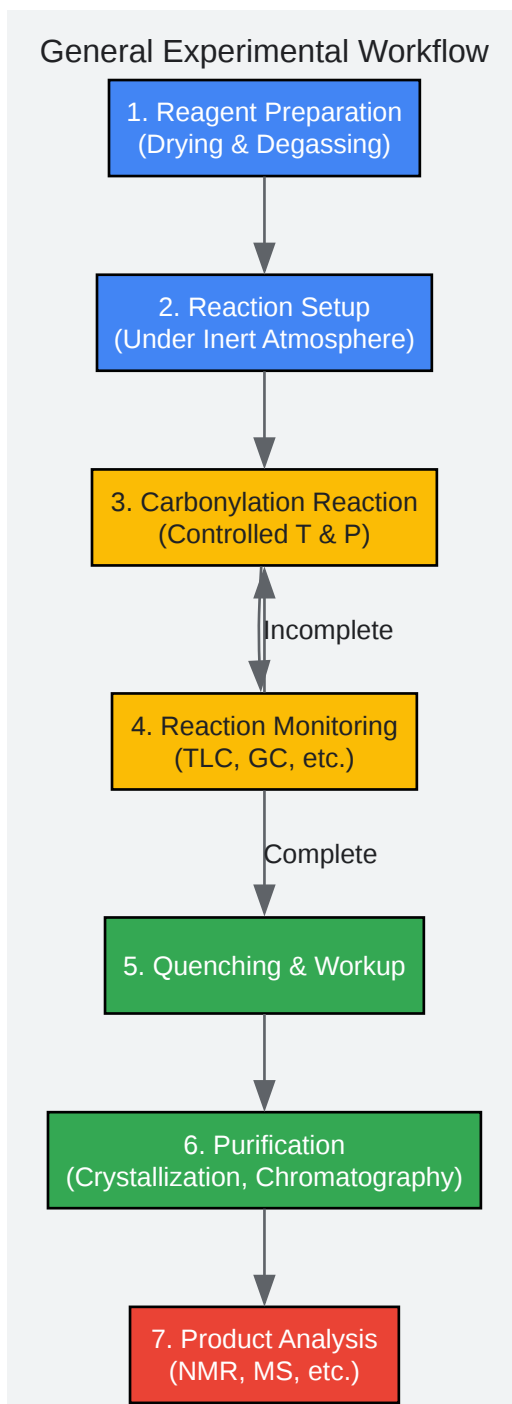 General Experimental Workflow
1. Reagent Preparation
(Drying & Degassing)
2. Reaction Setup
(Under Inert Atmosphere)
3. Carbonylation Reaction
(Controlled T & P)
Incomplete
4. Reaction Monitoring
(TLC, GC, etc.)
Complete
5. Quenching & Workup
6. Purification
(Crystallization, Chromatography)
7. Product Analysis
(NMR, MS, etc.)